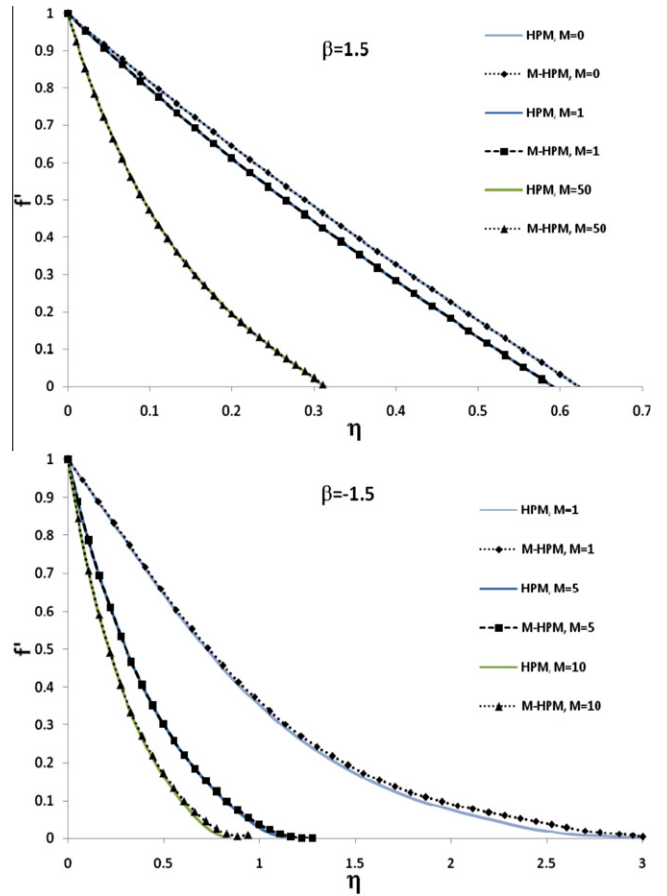 1
0.9
0.8
0.7
0.6
0.5
0.4
0.3
0.2
0.1
0
f'
β=1.5
HPM, M=0
M-HPM, M=0
HPM, M=1
M-HPM, M=1
HPM, M=50
M-HPM, M=50
0 0.1 0.2 0.3 0.4 0.5 0.6 0.7
η
1
0.9
0.8
0.7
0.6
0.5
0.4
0.3
0.2
0.1
0
f'
β=-1.5
HPM, M=1
M-HPM, M=1
HPM, M=5
M-HPM, M=5
HPM, M=10
M-HPM, M=10
0 0.5 1 1.5 2 2.5 3
η